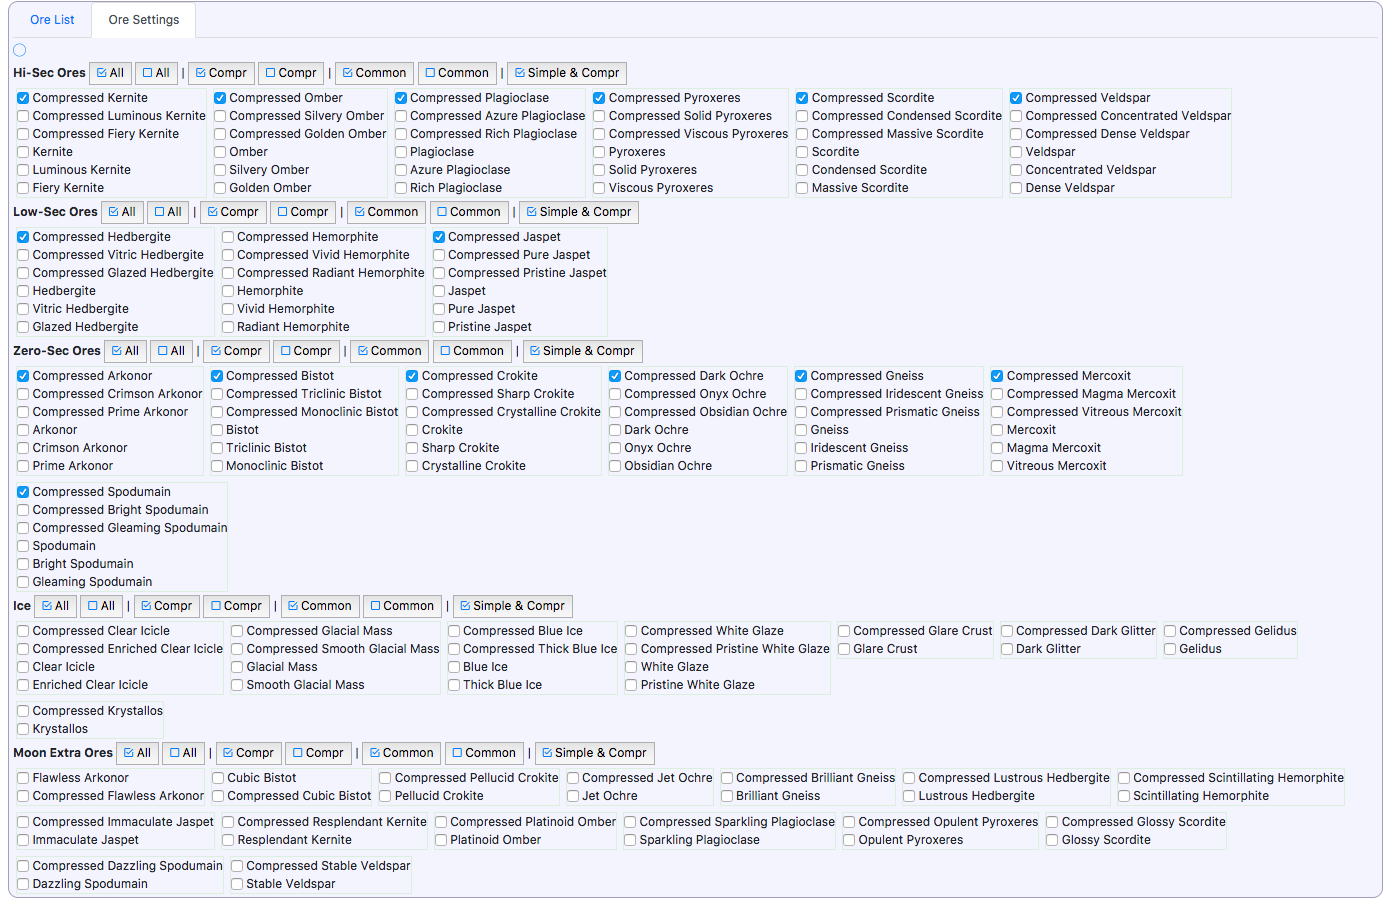 Ore List Ore Settings
Hi-Sec Ores All All | Compr Compr | Common Common | Simple & Compr
Compressed Kernite Compressed Omber Compressed Plagioclase Compressed Pyroxeres Compressed Scordite Compressed Veldspar
Compressed Luminous Kernite Compressed Silvery Omber Compressed Azure Plagioclase Compressed Solid Pyroxeres Compressed Condensed Scordite Compressed Concentrated Veldspar
Compressed Fiery Kernite Compressed Golden Omber Compressed Rich Plagioclase Compressed Viscous Pyroxeres Compressed Massive Scordite Compressed Dense Veldspar
Kernite Omber Plagioclase Pyroxeres Scordite Veldspar
Luminous Kernite Silvery Omber Azure Plagioclase Solid Pyroxeres Condensed Scordite Concentrated Veldspar
Fiery Kernite Golden Omber Rich Plagioclase Viscous Pyroxeres Massive Scordite Dense Veldspar
Low-Sec Ores All All | Compr Compr | Common Common | Simple & Compr
Compressed Hedbergite Compressed Hemorphite Compressed Jaspet
Compressed Vitric Hedbergite Compressed Vivid Hemorphite Compressed Pure Jaspet
Compressed Glazed Hedbergite Compressed Radiant Hemorphite Compressed Pristine Jaspet
Hedbergite Hemorphite Jaspet
Vitric Hedbergite Vivid Hemorphite Pure Jaspet
Glazed Hedbergite Radiant Hemorphite Pristine Jaspet
Zero-Sec Ores All All | Compr Compr | Common Common | Simple & Compr
Compressed Arkonor Compressed Bistot Compressed Crokite Compressed Dark Ochre Compressed Gneiss Compressed Mercoxit
Compressed Crimson Arkonor Compressed Triclinic Bistot Compressed Sharp Crokite Compressed Onyx Ochre Compressed Iridescent Gneiss Compressed Magma Mercoxit
Compressed Prime Arkonor Compressed Monoclinic Bistot Compressed Crystalline Crokite Compressed Obsidian Ochre Compressed Prismatic Gneiss Compressed Vitreous Mercoxit
Arkonor Bistot Crokite Dark Ochre Gneiss Mercoxit
Crimson Arkonor Triclinic Bistot Sharp Crokite Onyx Ochre Iridescent Gneiss Magma Mercoxit
Prime Arkonor Monoclinic Bistot Crystalline Crokite Obsidian Ochre Prismatic Gneiss Vitreous Mercoxit
Compressed Spodumain
Compressed Bright Spodumain
Compressed Gleaming Spodumain
Spodumain
Bright Spodumain
Gleaming Spodumain
Ice All All | Compr Compr | Common Common | Simple & Compr
Compressed Clear Icicle Compressed Glacial Mass Compressed Blue Ice Compressed White Glaze Compressed Glare Crust Compressed Dark Glitter Compressed Gelidus
Compressed Enriched Clear Icicle Compressed Smooth Glacial Mass Compressed Thick Blue Ice Compressed Pristine White Glaze Glare Crust Dark Glitter Gelidus
Clear Icicle Glacial Mass Blue Ice White Glaze
Enriched Clear Icicle Smooth Glacial Mass Thick Blue Ice Pristine White Glaze
Compressed Krystallos
Krystallos
Moon Extra Ores All All | Compr Compr | Common Common | Simple & Compr
Flawless Arkonor Cubic Bistot Compressed Pellucid Crokite Compressed Jet Ochre Compressed Brilliant Gneiss Compressed Lustrous Hedbergite Compressed Scintillating Hemorphite
Compressed Flawless Arkonor Compressed Cubic Bistot Pellucid Crokite Jet Ochre Brilliant Gneiss Lustrous Hedbergite Scintillating Hemorphite
Compressed Immaculate Jaspet Compressed Resplendant Kernite Compressed Platinoid Omber Compressed Sparkling Plagioclase Compressed Opulent Pyroxeres Compressed Glossy Scordite
Immaculate Jaspet Resplendant Kernite Platinoid Omber Sparkling Plagioclase Opulent Pyroxeres Glossy Scordite
Compressed Dazzling Spodumain Compressed Stable Veldspar
Dazzling Spodumain Stable Veldspar